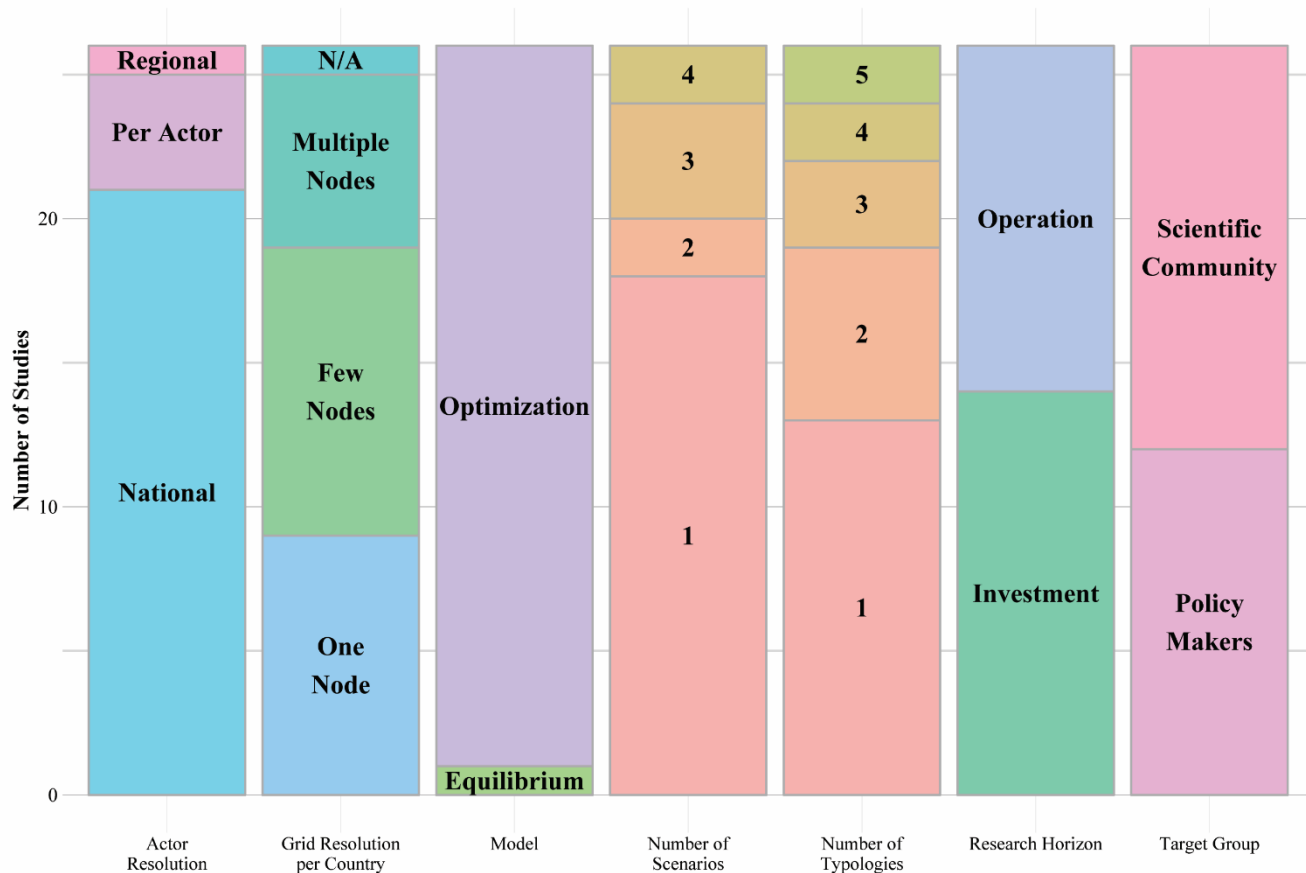 Number of Studies
20
10
0
Regional
Per Actor
National
N/A
Multiple
Nodes
Few
Nodes
One
Node
Optimization
Equilibrium
4
3
2
1
5
4
3
2
1
Operation
Investment
Scientific
Community
Policy
Makers
Actor
Resolution
Grid Resolution
per Country
Model
Number of
Scenarios
Number of
Typologies
Research Horizon
Target Group